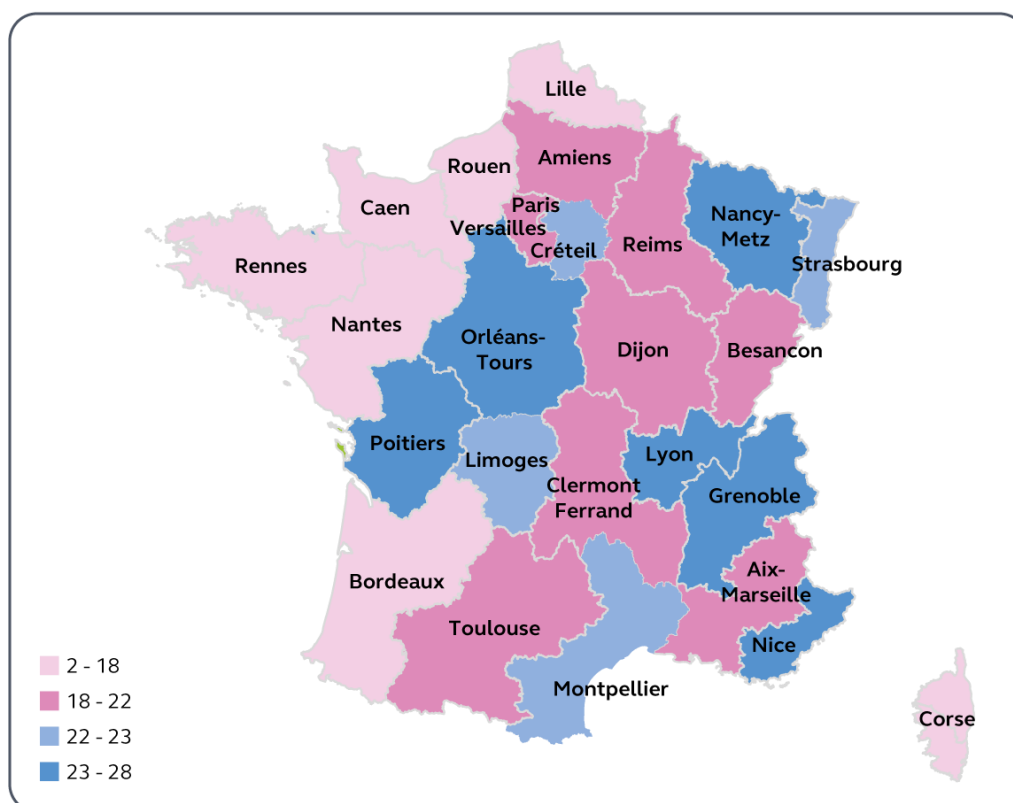 Lille
Amiens
Rouen
Paris
Caen
Versailles
Créteil
Reims
Nancy-
Metz
Strasbourg
Rennes
Nantes
Orléans-
Tours
Dijon
Besancon
Poitiers
Limoges
Lyon
Clermont
Ferrand
Grenoble
Aix-
Marseille
Bordeaux
Toulouse
Nice
Montpellier
Corse
2 - 18
18 - 22
22 - 23
23 - 28